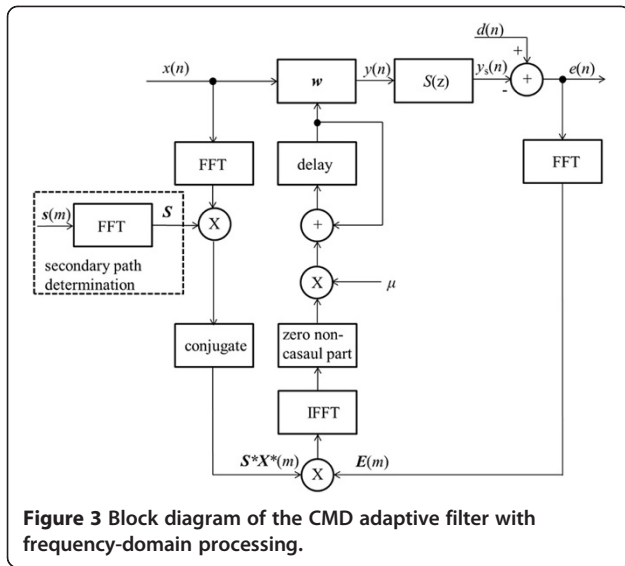 d(n)
x(n)
+
w
y(n)
S(z)
yₛ(n)
-
+
e(n)
FFT
delay
FFT
s(m)
FFT
S
X
+
secondary path
determination
X
μ
conjugate
zero non-
casaul part
IFFT
S*X*(m)
X
E(m)
Figure 3 Block diagram of the CMD adaptive filter with
frequency-domain processing.